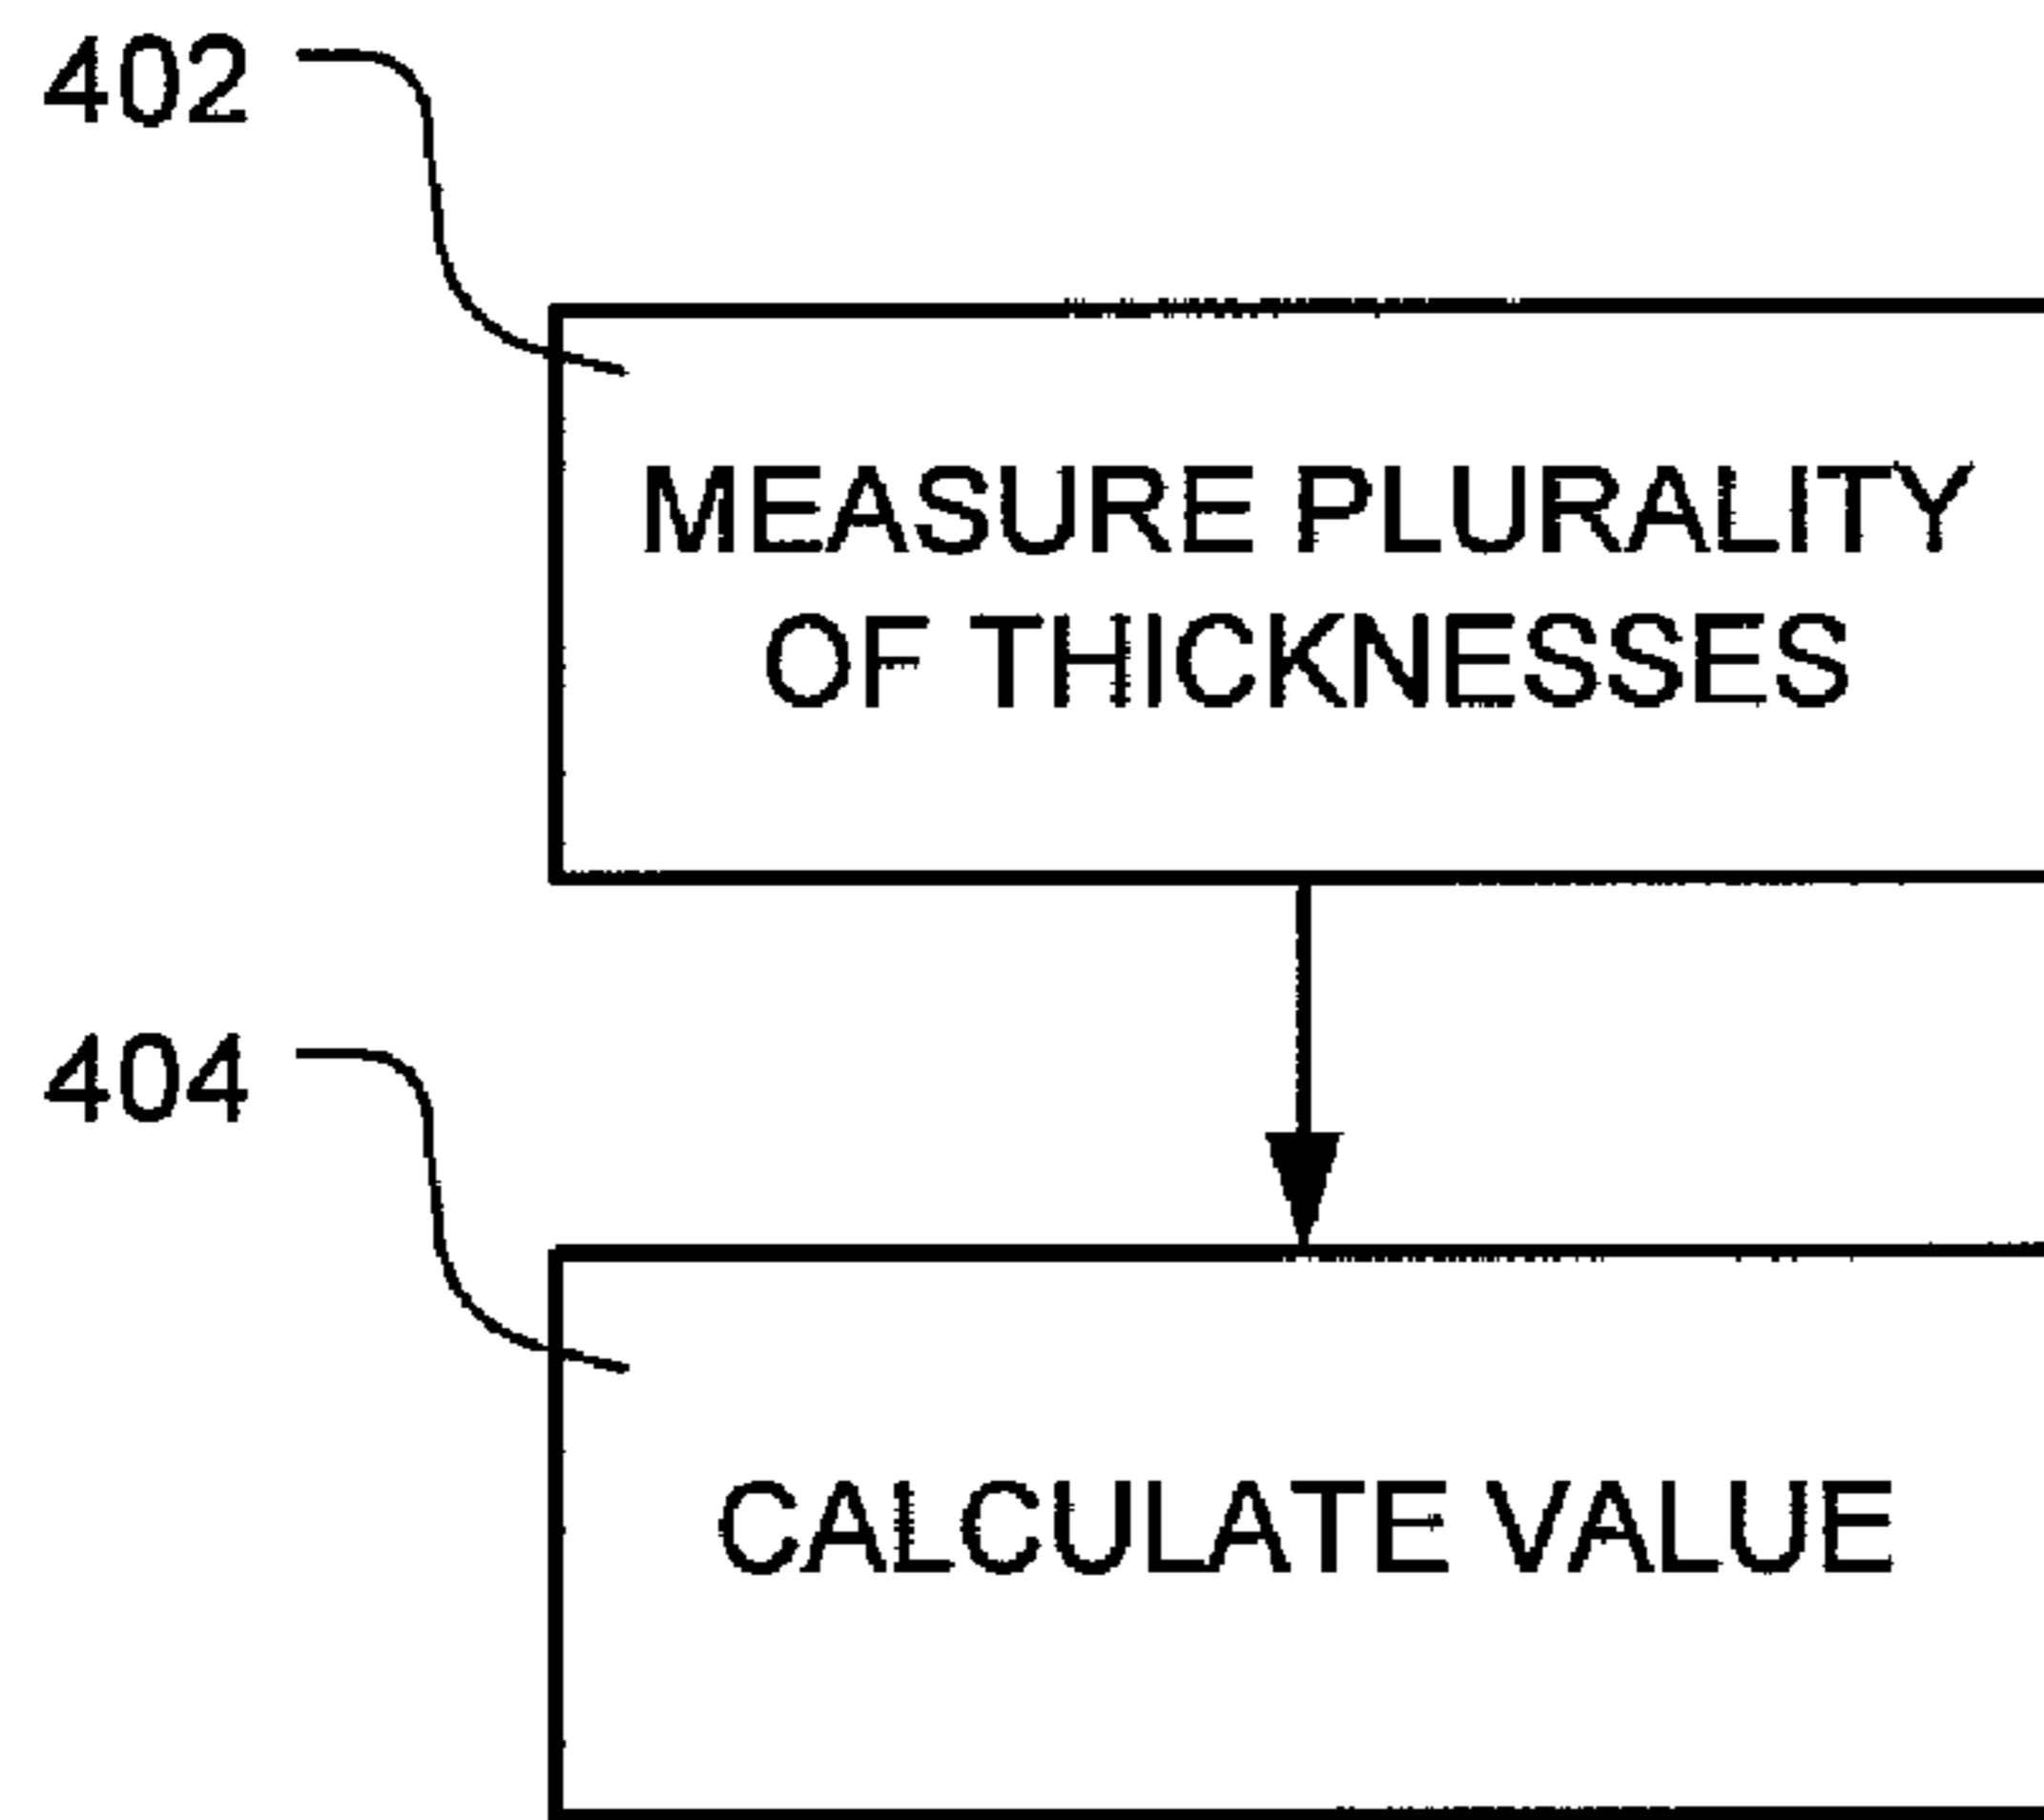 402
MEASURE PLURALITY
OF THICKNESSES
404
CALCULATE VALUE